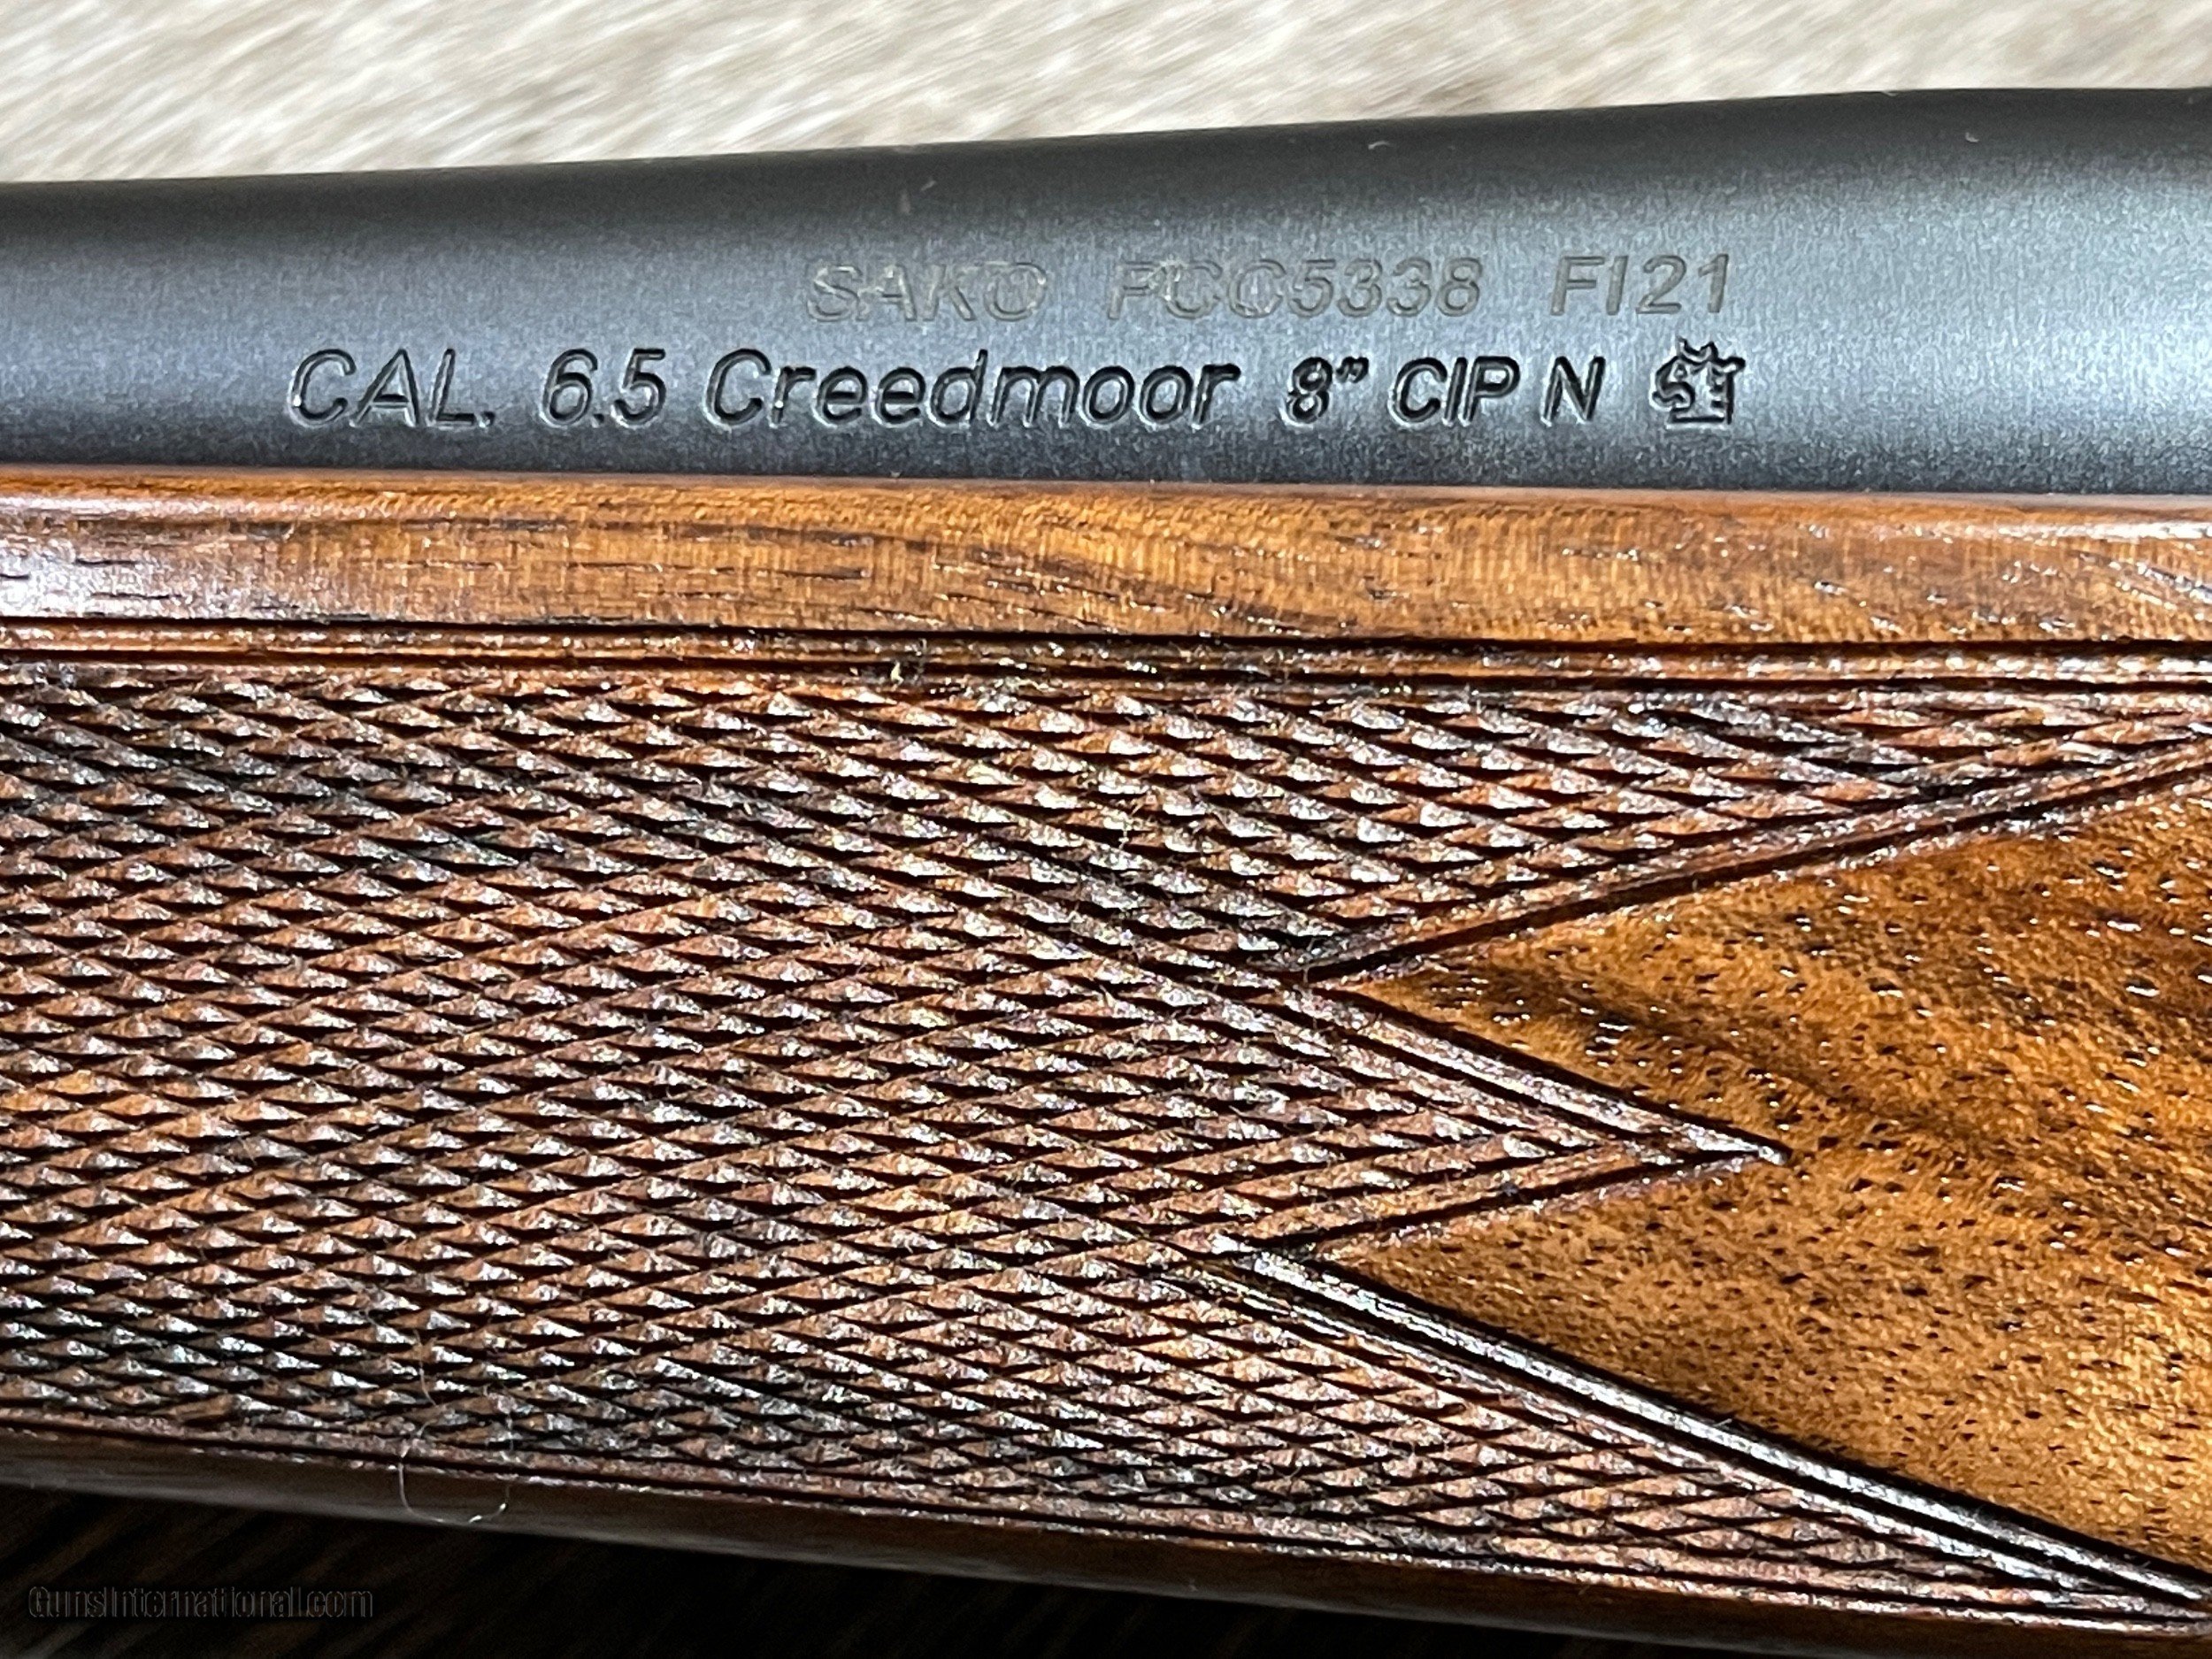 SAKO PCC5338 FI21
CAL. 6.5 Creedmoor 8" CIP N
GunsInternational.com